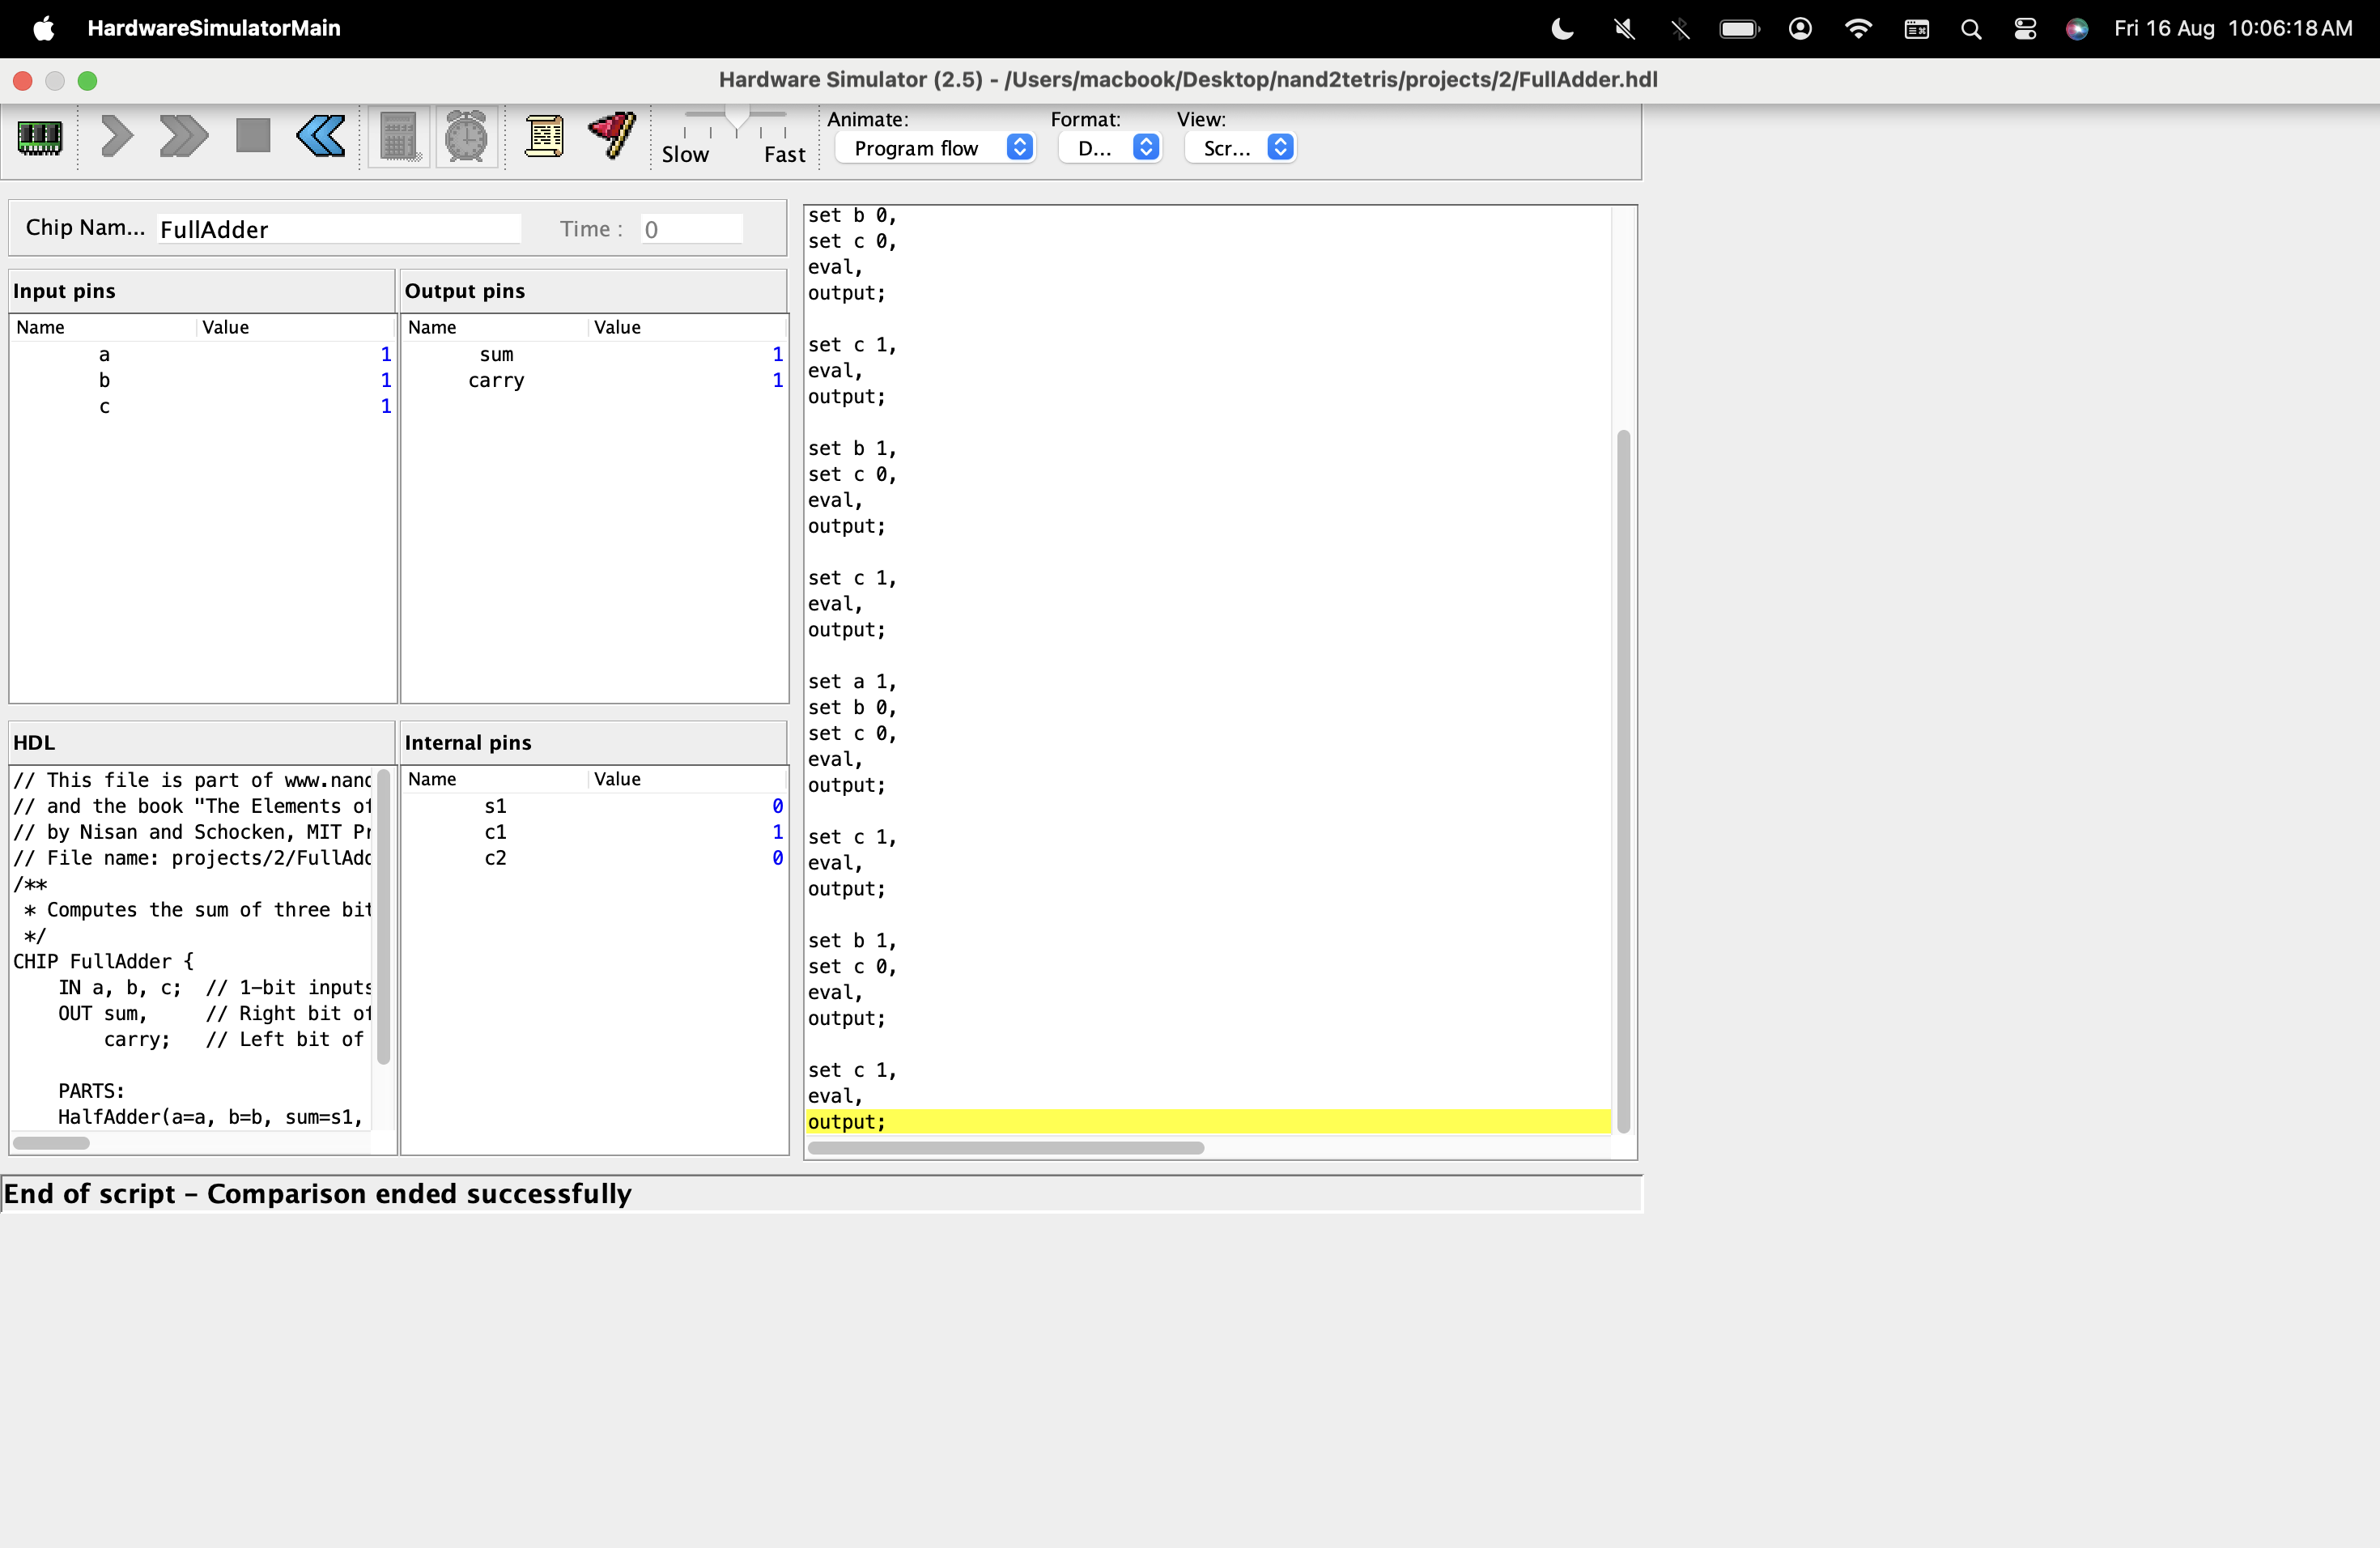 HardwareSimulatorMain
Fri 16 Aug 10:06:18 AM
Hardware Simulator (2.5) - /Users/macbook/Desktop/nand2tetris/projects/2/FullAdder.hdl
Slow Fast
Animate: Format: View:
Program flow D... Scr...
Chip Nam... FullAdder Time : 0
Input pins
Name Value
a 1
b 1
c 1
Output pins
Name Value
sum 1
carry 1
HDL
// This file is part of www.nand
// and the book "The Elements of
// by Nisan and Schocken, MIT Pr
// File name: projects/2/FullAdd
/**
* Computes the sum of three bit
*/
CHIP FullAdder {
IN a, b, c;  // 1-bit inputs
OUT sum,     // Right bit of
carry;   // Left bit of
PARTS:
HalfAdder(a=a, b=b, sum=s1,
Internal pins
Name Value
s1 0
c1 1
c2 0
set b 0,
set c 0,
eval,
output;
set c 1,
eval,
output;
set b 1,
set c 0,
eval,
output;
set c 1,
eval,
output;
set a 1,
set b 0,
set c 0,
eval,
output;
set c 1,
eval,
output;
set b 1,
set c 0,
eval,
output;
set c 1,
eval,
output;
End of script – Comparison ended successfully